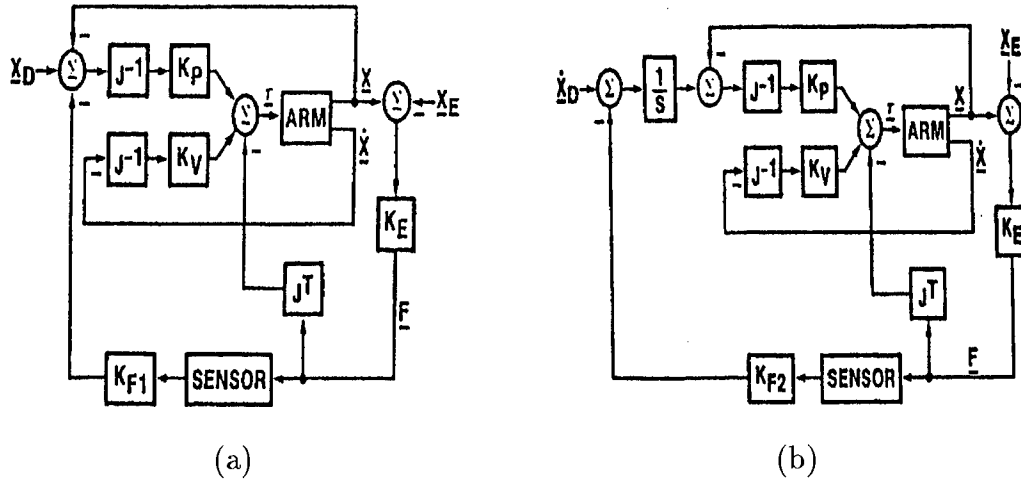 X_D
Σ
J⁻¹
K_P
Σ
τ
ARM
X
Ẋ
Σ
X_E
J⁻¹
K_V
K_E
J^T
F
K_F1
SENSOR
(a)
Ẋ_D
Σ
1/S
Σ
J⁻¹
K_P
Σ
τ
ARM
X
Ẋ
X_E
Σ
J⁻¹
K_V
K_E
J^T
F
K_F2
SENSOR
(b)